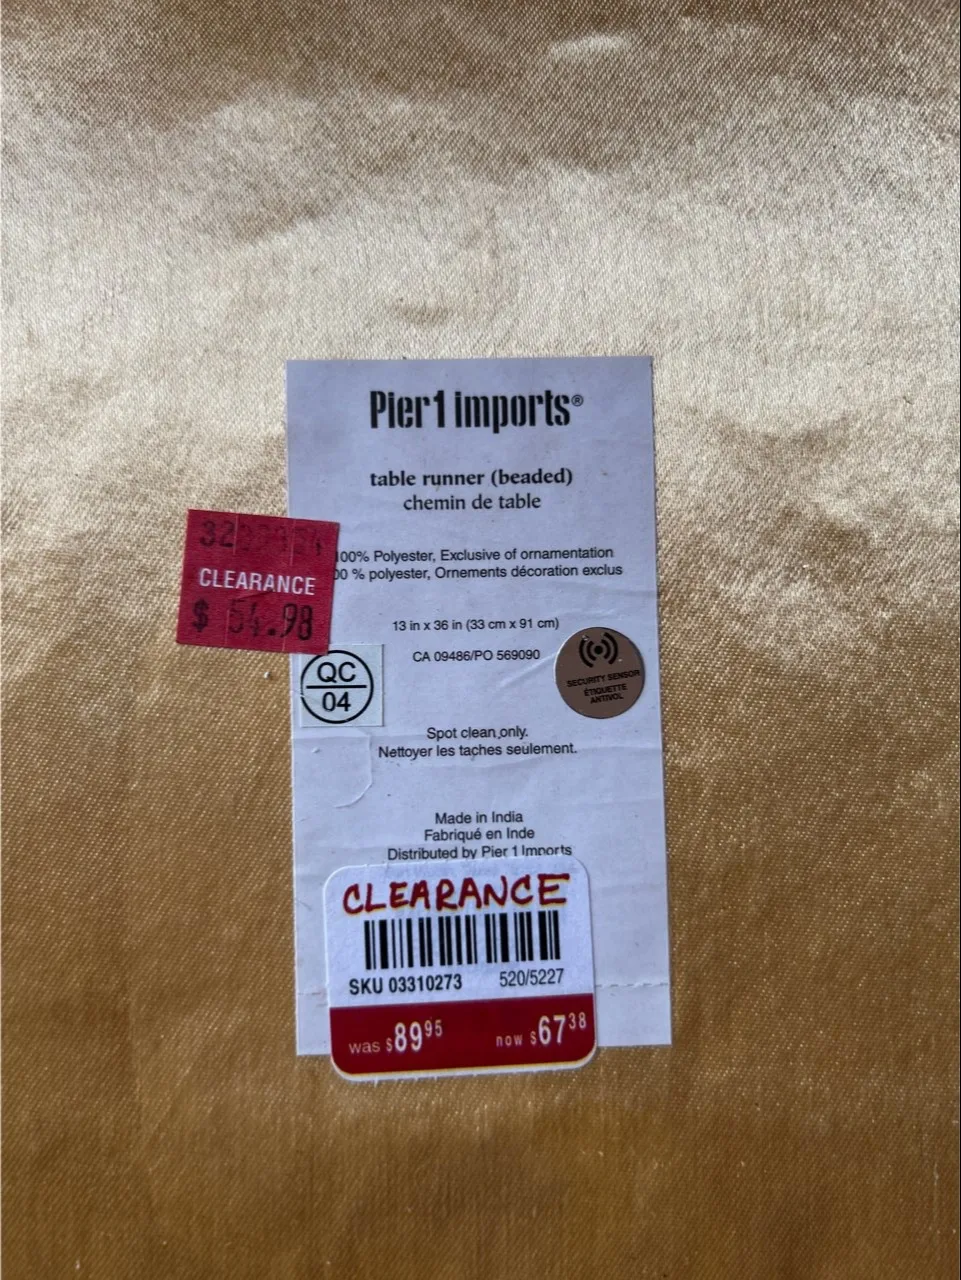 Pier1 imports®
table runner (beaded)
chemin de table
100% Polyester, Exclusive of ornamentation
00 % polyester, Ornements décoration exclus
CLEARANCE
$ 54.98
13 in x 36 in (33 cm x 91 cm)
CA 09486/PO 569090
QC
04
SECURITY SENSOR
ÉTIQUETTE
ANTIVOL
Spot clean only.
Nettoyer les taches seulement.
Made in India
Fabriqué en Inde
Distributed by Pier 1 Imports
CLEARANCE
SKU 03310273 520/5227
was $89.95 now $67.38